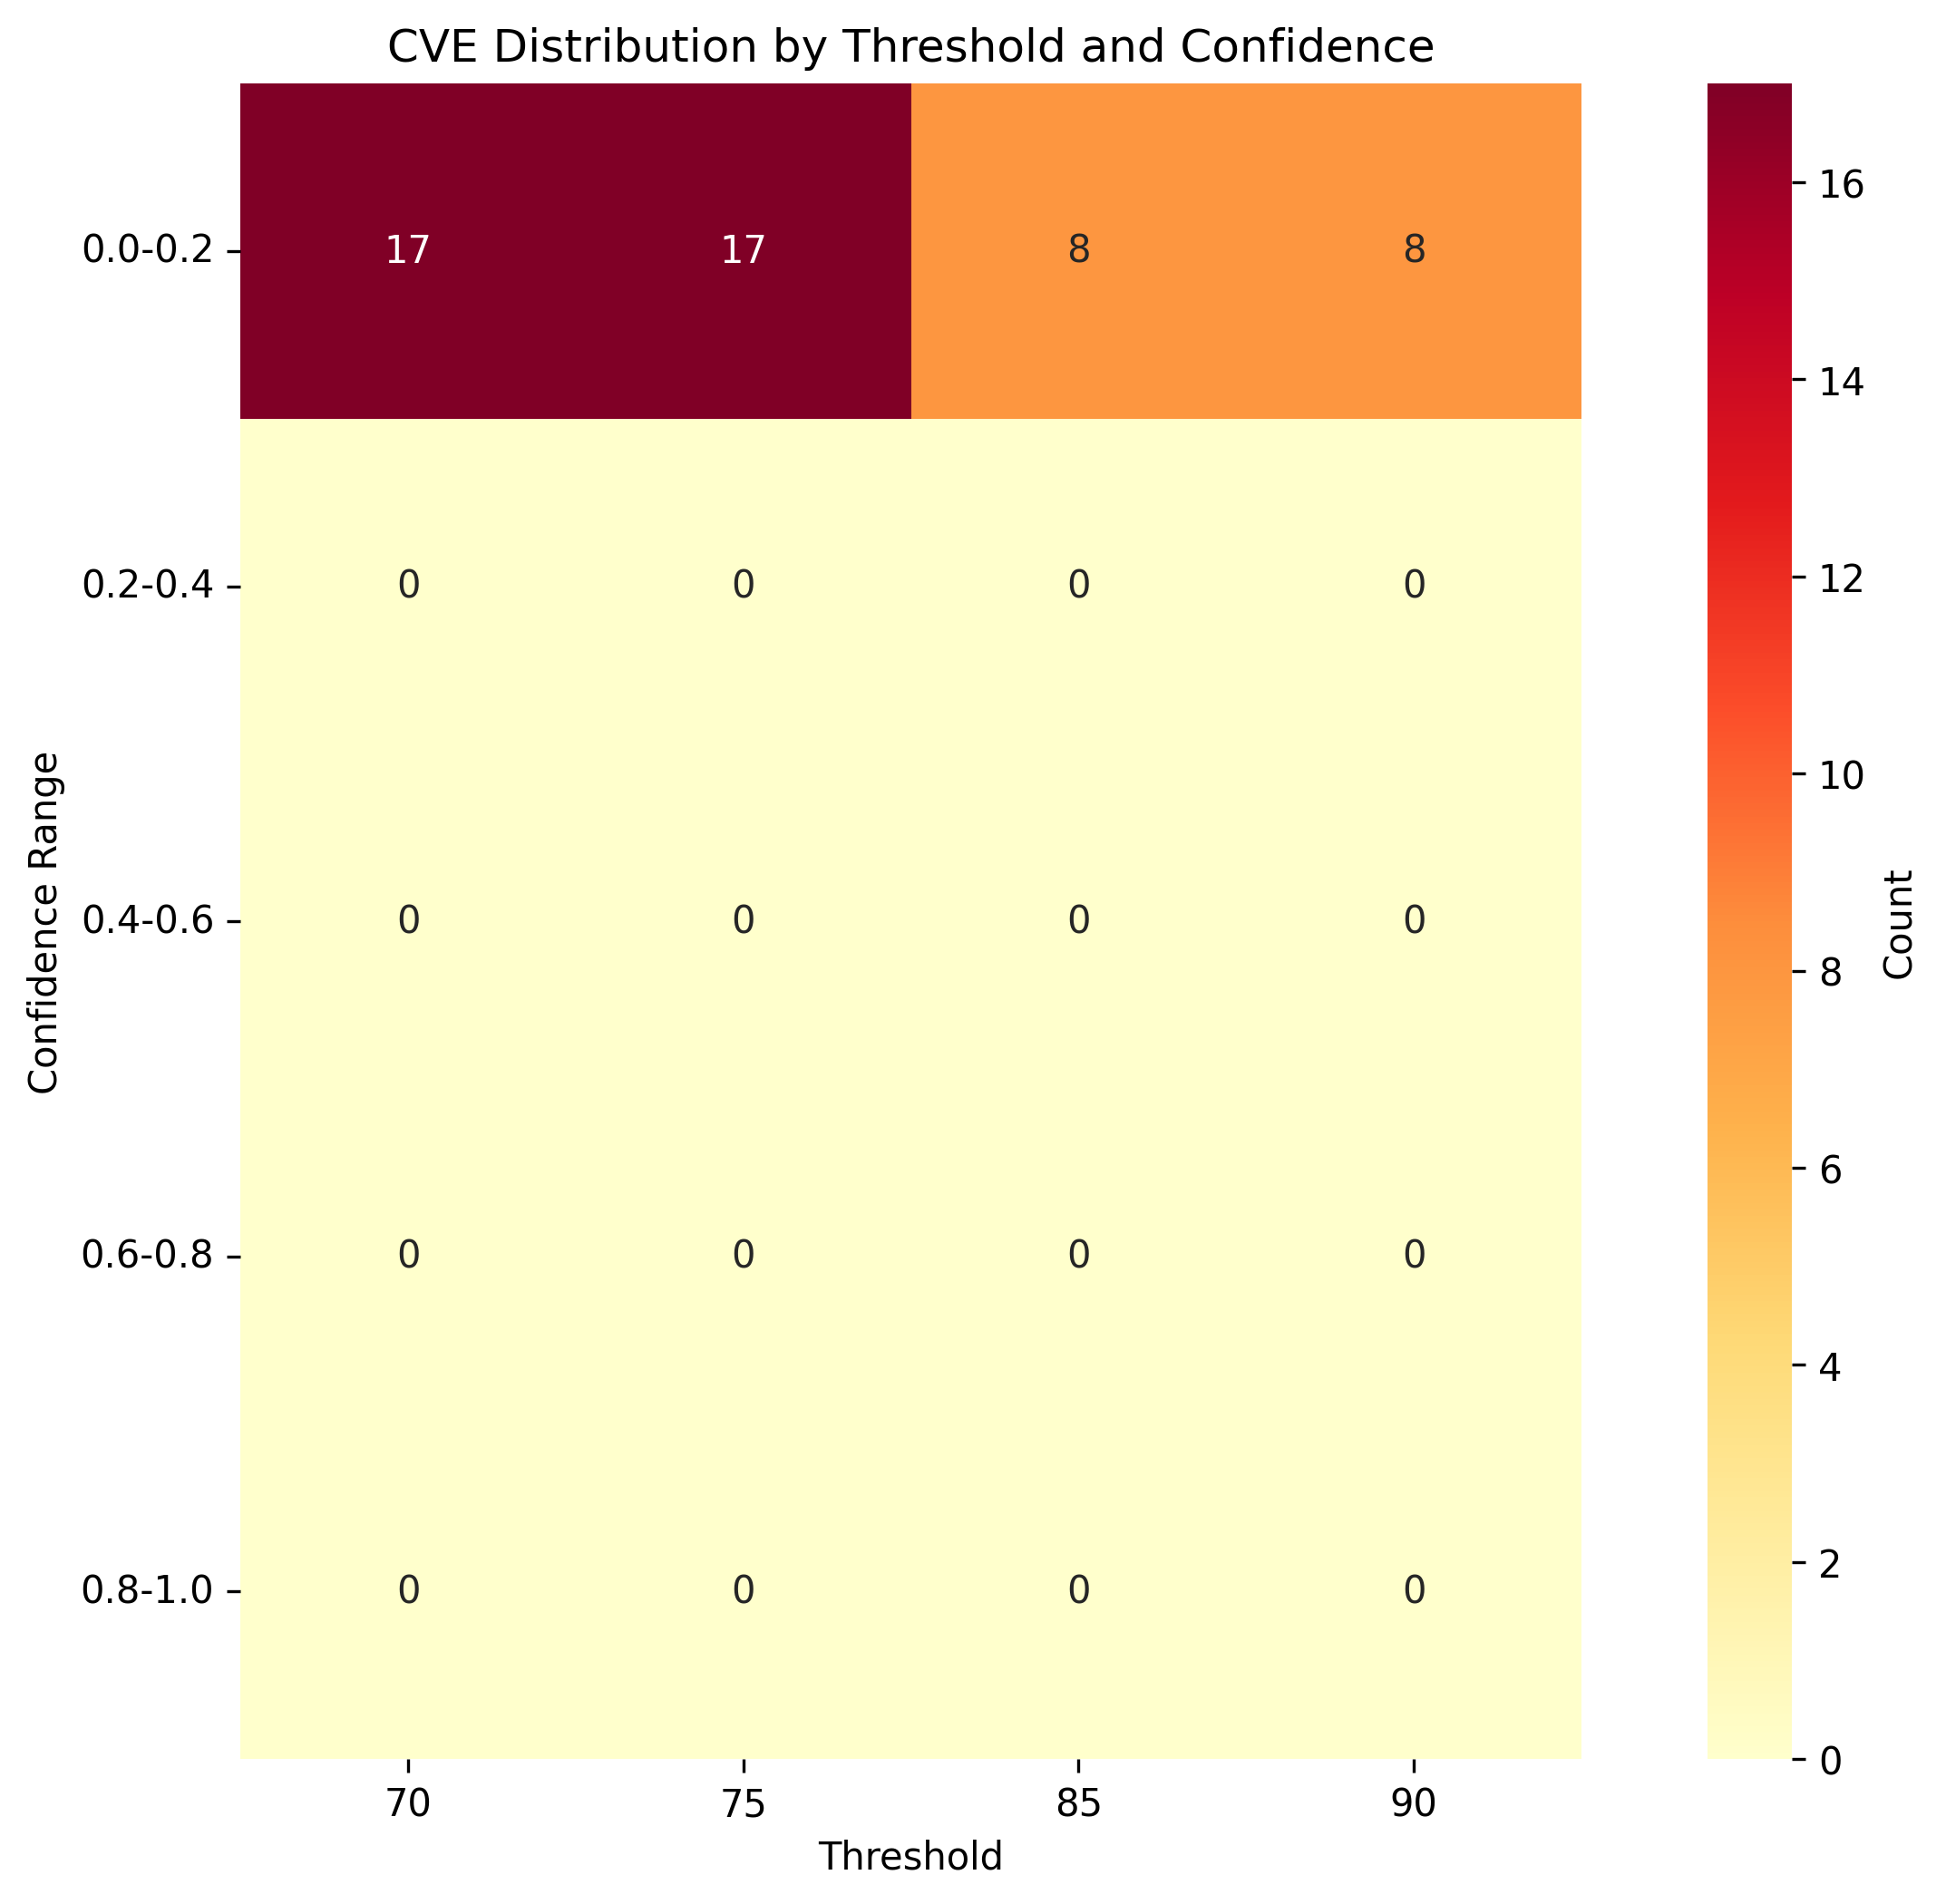 CVE Distribution by Threshold and Confidence
0.0-0.2 17 17 8 8
0.2-0.4 0 0 0 0
0.4-0.6 0 0 0 0
0.6-0.8 0 0 0 0
0.8-1.0 0 0 0 0
70 75 85 90
Threshold
Confidence Range
16
14
12
10
8
6
4
2
0
Count